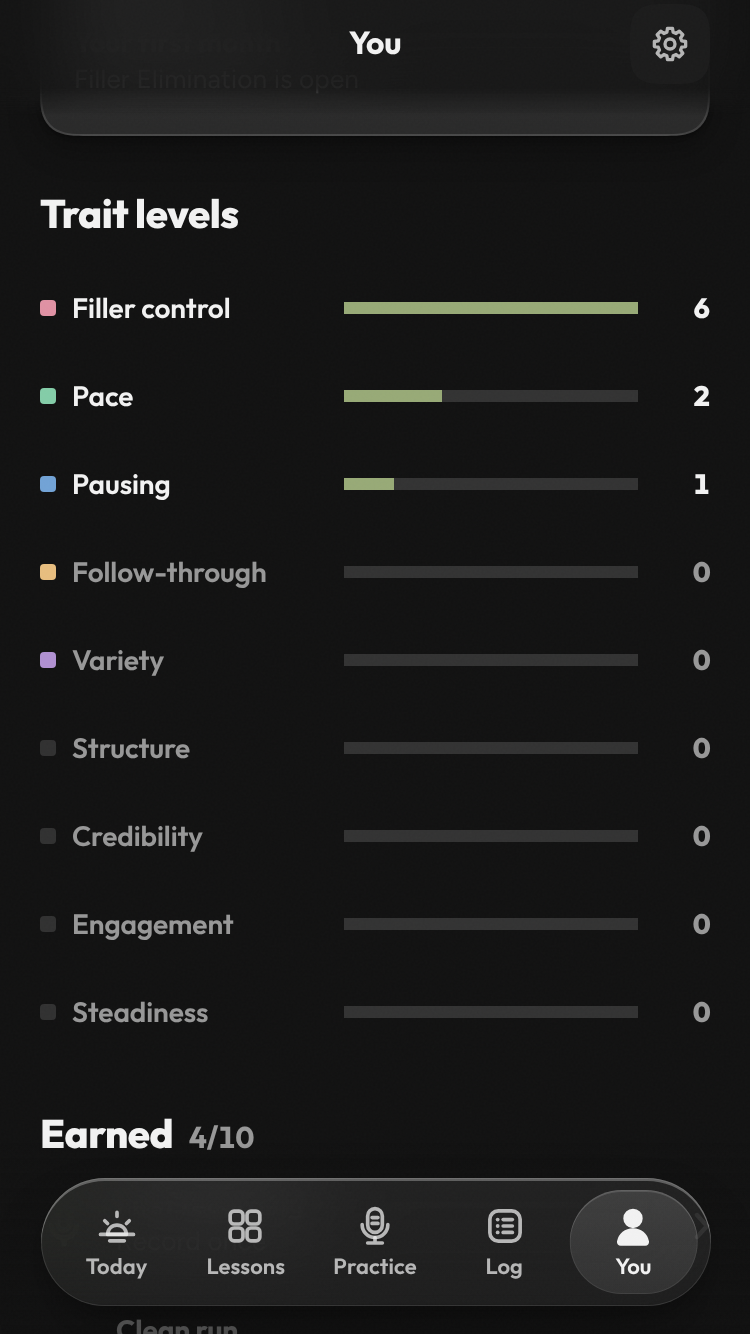 You
Filler Elimination is open
Trait levels
Filler control 6
Pace 2
Pausing 1
Follow-through 0
Variety 0
Structure 0
Credibility 0
Engagement 0
Steadiness 0
Earned 4/10
Today Lessons Practice Log You
Clean run